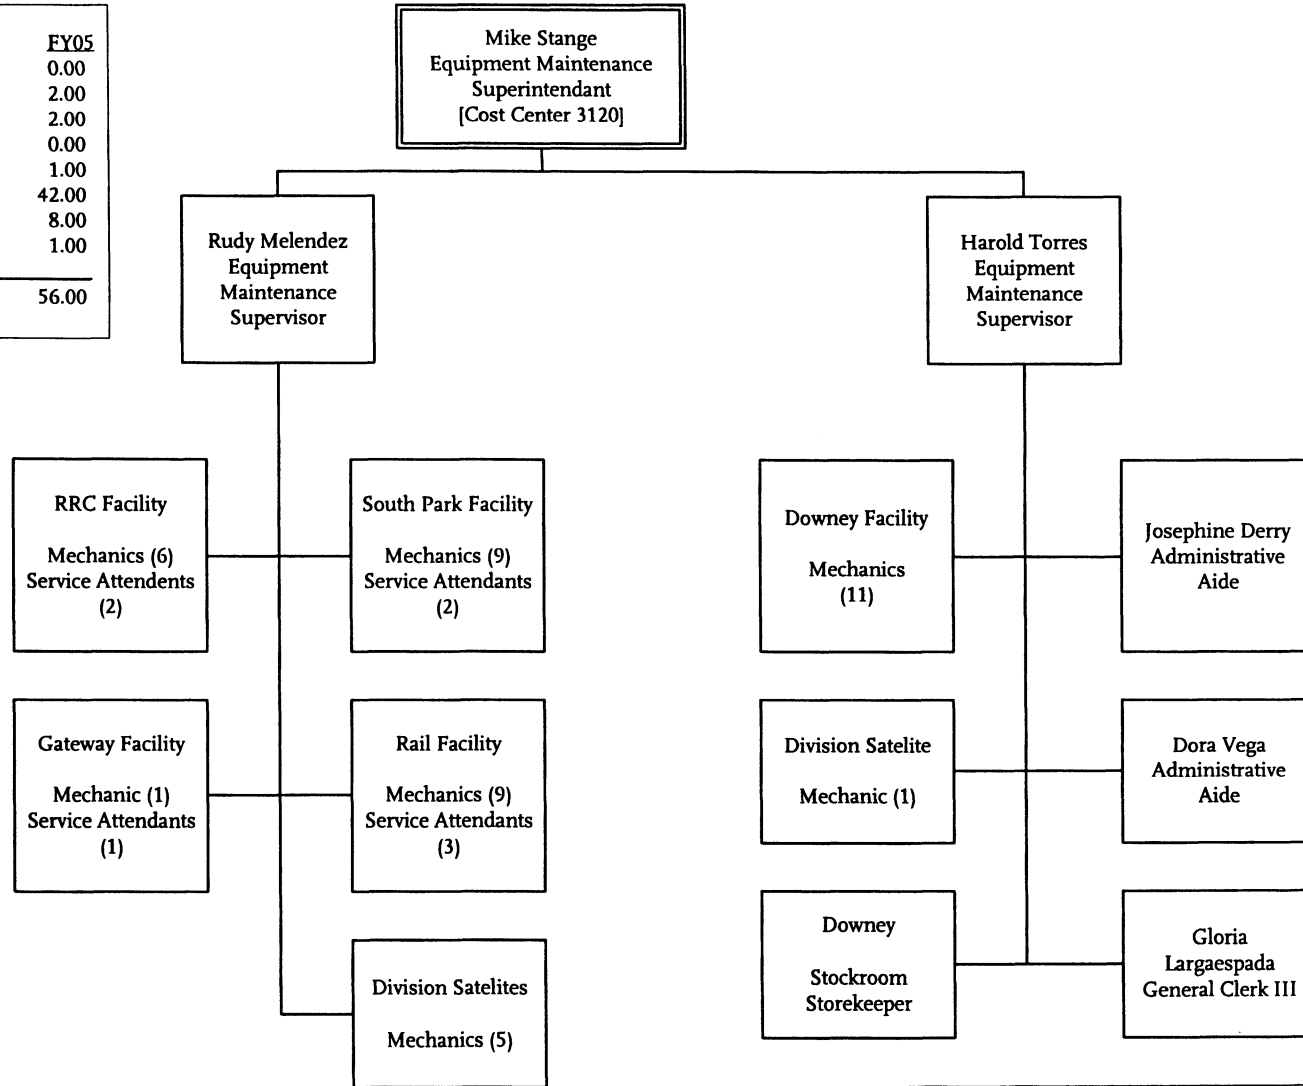 FY05
0.00
2.00
2.00
0.00
1.00
42.00
8.00
1.00
56.00
Mike Stange
Equipment Maintenance
Superintendant
[Cost Center 3120]
Rudy Melendez
Equipment
Maintenance
Supervisor
Harold Torres
Equipment
Maintenance
Supervisor
RRC Facility
Mechanics (6)
Service Attendents
(2)
South Park Facility
Mechanics (9)
Service Attendants
(2)
Gateway Facility
Mechanic (1)
Service Attendants
(1)
Rail Facility
Mechanics (9)
Service Attendants
(3)
Division Satelites
Mechanics (5)
Downey Facility
Mechanics
(11)
Josephine Derry
Administrative
Aide
Division Satelite
Mechanic (1)
Dora Vega
Administrative
Aide
Downey
Stockroom
Storekeeper
Gloria
Largaespada
General Clerk III